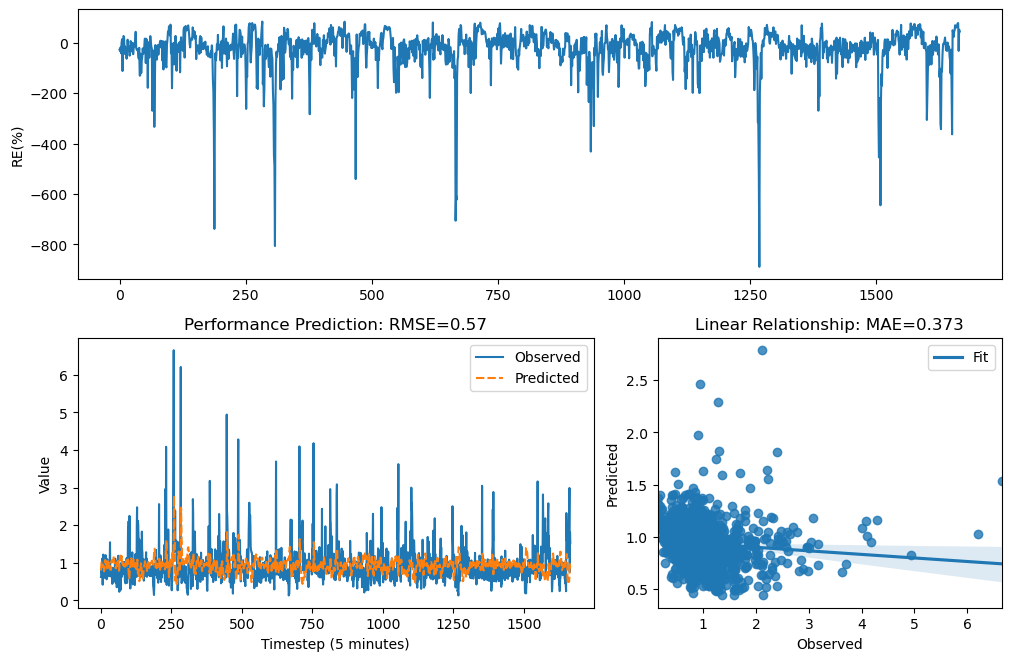 0
−200
−400
−600
−800
RE(%)
0 250 500 750 1000 1250 1500
Performance Prediction: RMSE=0.57
Observed
Predicted
6
5
4
3
2
1
0
Value
0 250 500 750 1000 1250 1500
Timestep (5 minutes)
Linear Relationship: MAE=0.373
Fit
2.5
2.0
1.5
1.0
0.5
Predicted
1 2 3 4 5 6
Observed